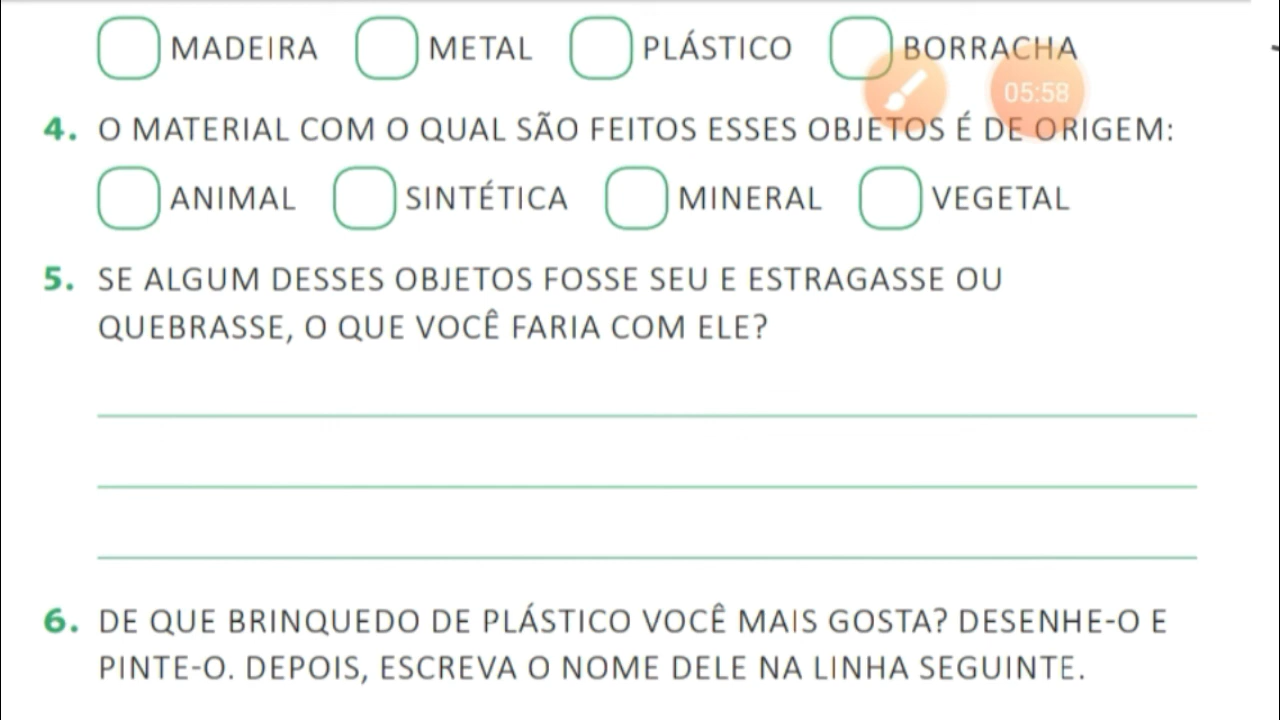 MADEIRA METAL PLÁSTICO BORRACHA
05:58
4. O MATERIAL COM O QUAL SÃO FEITOS ESSES OBJETOS É DE ORIGEM:
ANIMAL SINTÉTICA MINERAL VEGETAL
5. SE ALGUM DESSES OBJETOS FOSSE SEU E ESTRAGASSE OU
QUEBRASSE, O QUE VOCÊ FARIA COM ELE?
6. DE QUE BRINQUEDO DE PLÁSTICO VOCÊ MAIS GOSTA? DESENHE-O E
PINTE-O. DEPOIS, ESCREVA O NOME DELE NA LINHA SEGUINTE.